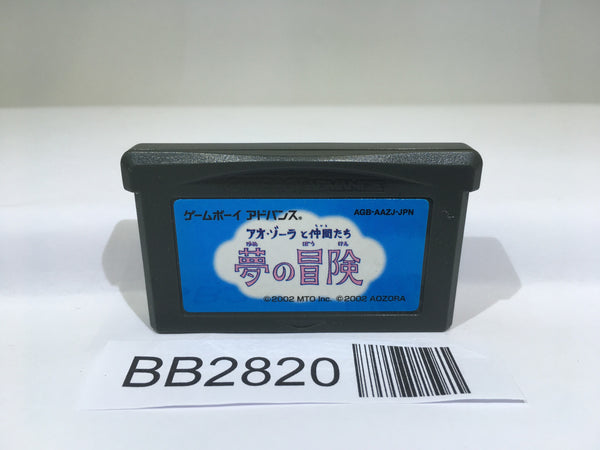 ゲームボーイ アドバンス®
AGB-AAZJ-JPN
アオ・ゾーラと仲間たち
夢の冒険
©2002 MTO Inc. ©2002 AOZORA
BB2820